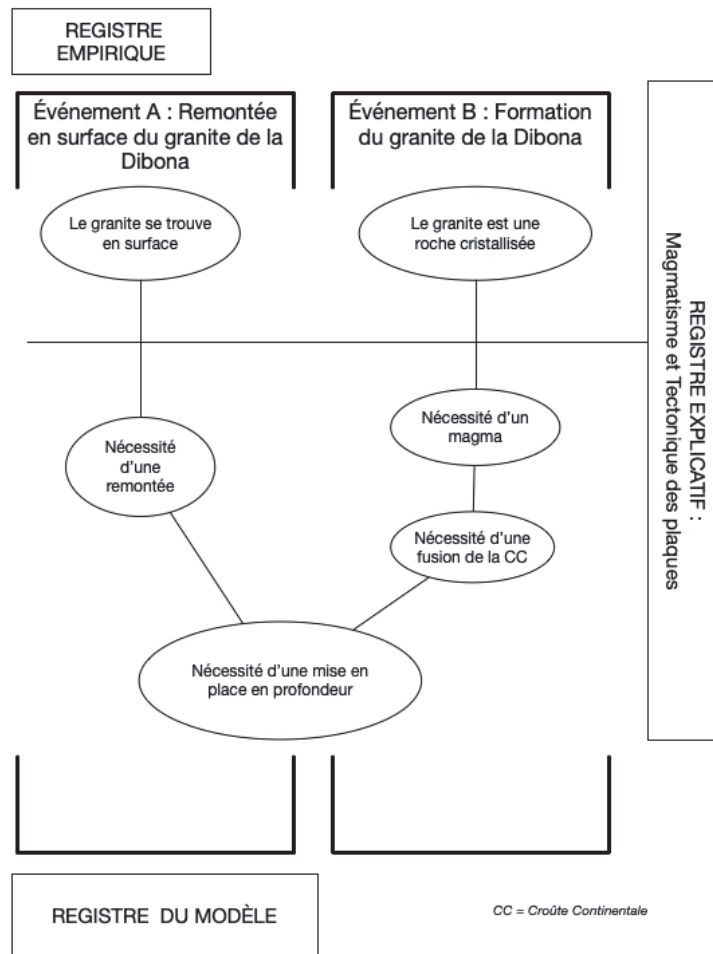 REGISTRE
EMPIRIQUE
Événement A : Remontée
en surface du granite de la
Dibona
Événement B : Formation
du granite de la Dibona
Le granite se trouve
en surface
Le granite est une
roche cristallisée
REGISTRE EXPLICATIF :
Magmatisme et Tectonique des plaques
Nécessité
d'une
remontée
Nécessité d'un
magma
Nécessité d'une
fusion de la CC
Nécessité d'une mise en
place en profondeur
REGISTRE DU MODÈLE
CC = Croûte Continentale